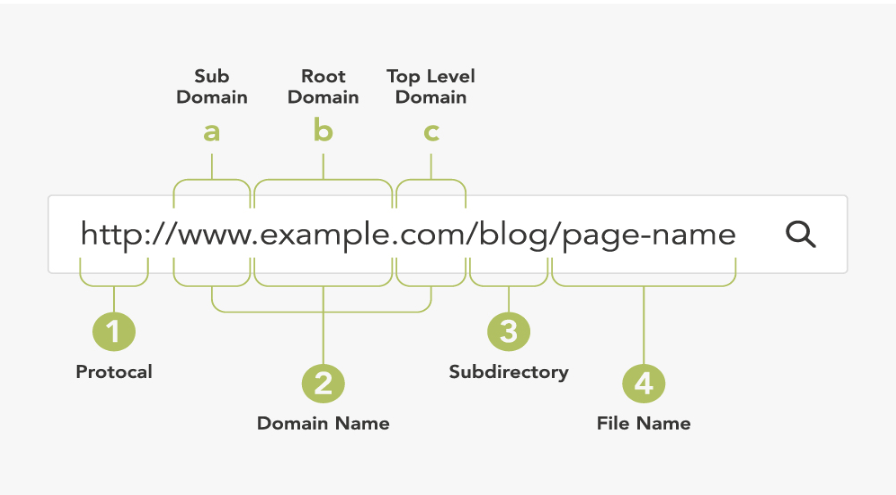 Sub
Domain
Root
Domain
Top Level
Domain
a
b
c
http://www.example.com/blog/page-name
1
Protocal
2
Domain Name
3
Subdirectory
4
File Name